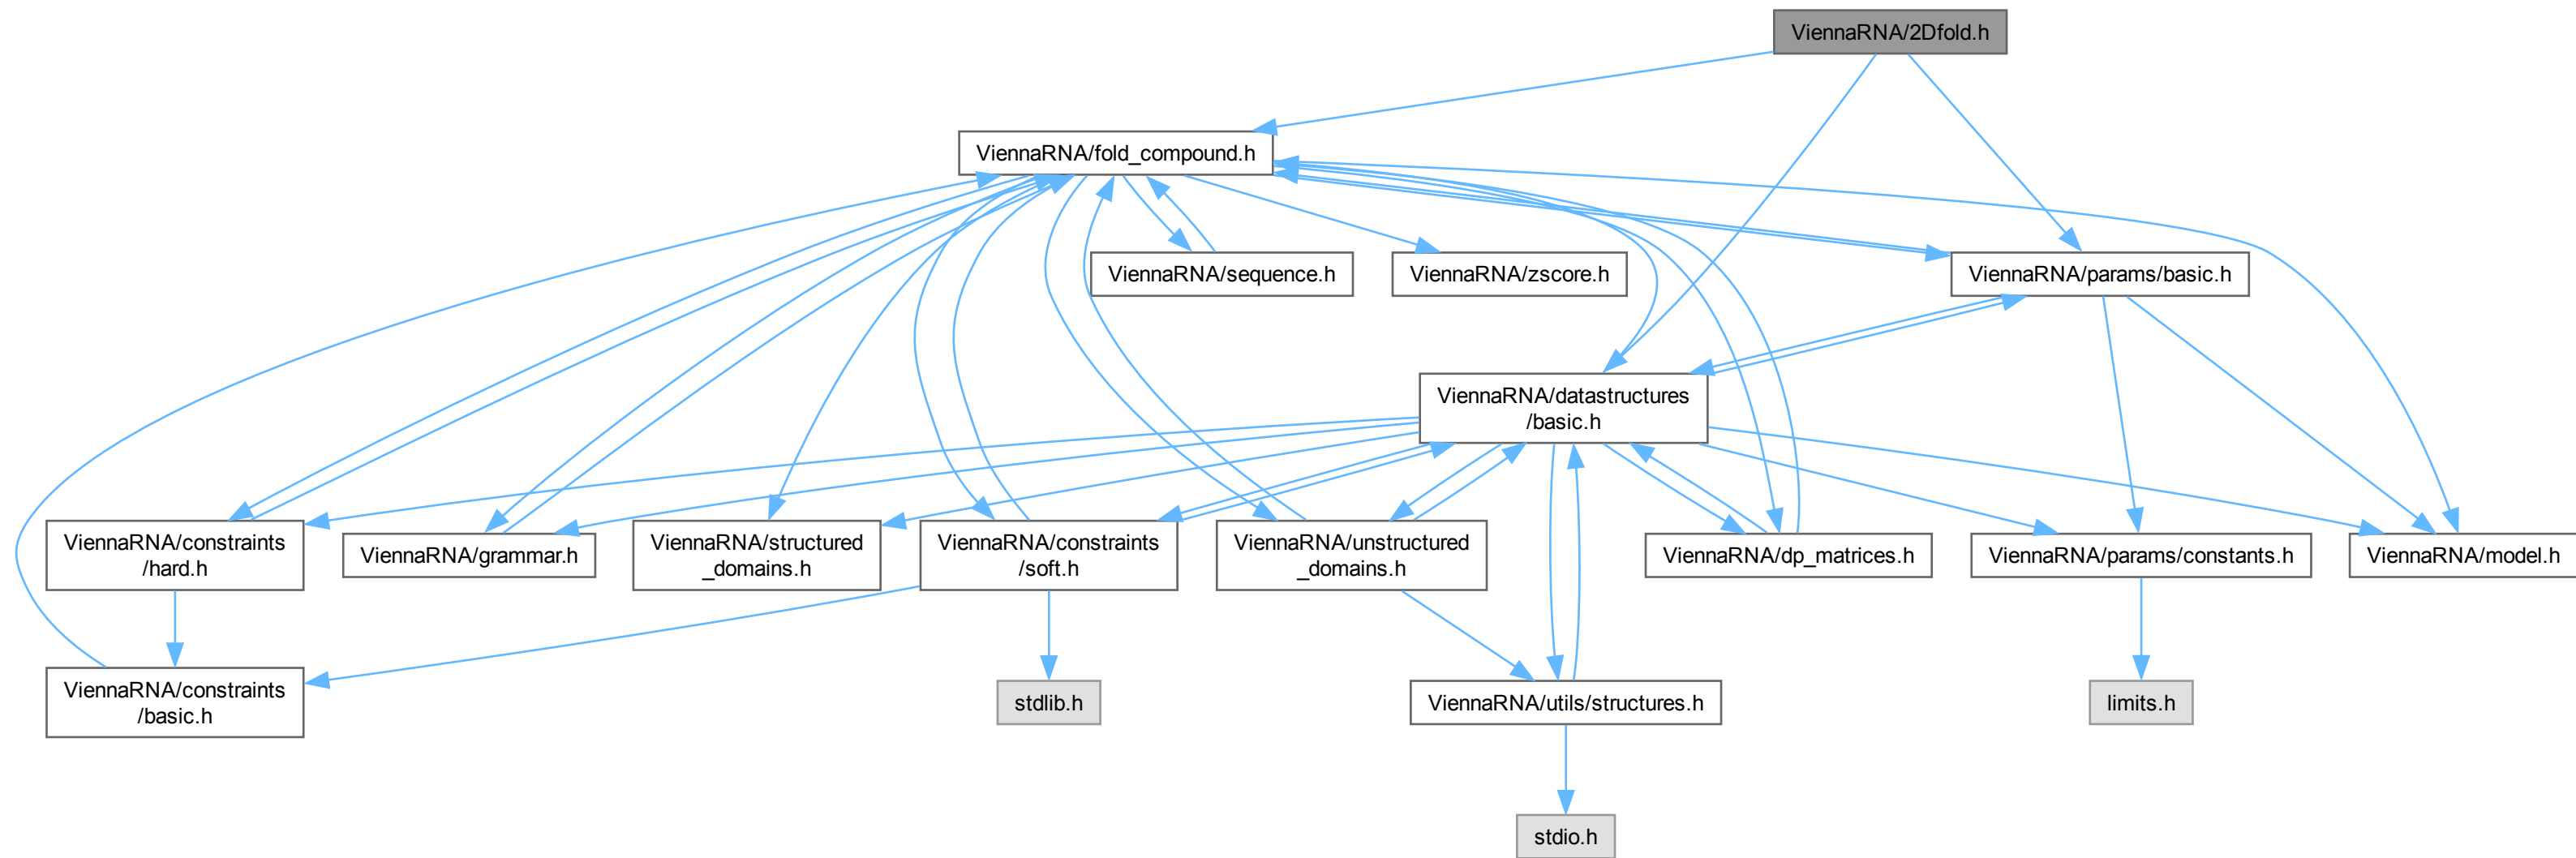 ViennaRNA/2Dfold.h
ViennaRNA/fold_compound.h
ViennaRNA/sequence.h
ViennaRNA/zscore.h
ViennaRNA/params/basic.h
ViennaRNA/datastructures
/basic.h
ViennaRNA/constraints
/hard.h
ViennaRNA/grammar.h
ViennaRNA/structured
_domains.h
ViennaRNA/constraints
/soft.h
ViennaRNA/unstructured
_domains.h
ViennaRNA/dp_matrices.h
ViennaRNA/params/constants.h
ViennaRNA/model.h
ViennaRNA/constraints
/basic.h
stdlib.h
ViennaRNA/utils/structures.h
limits.h
stdio.h